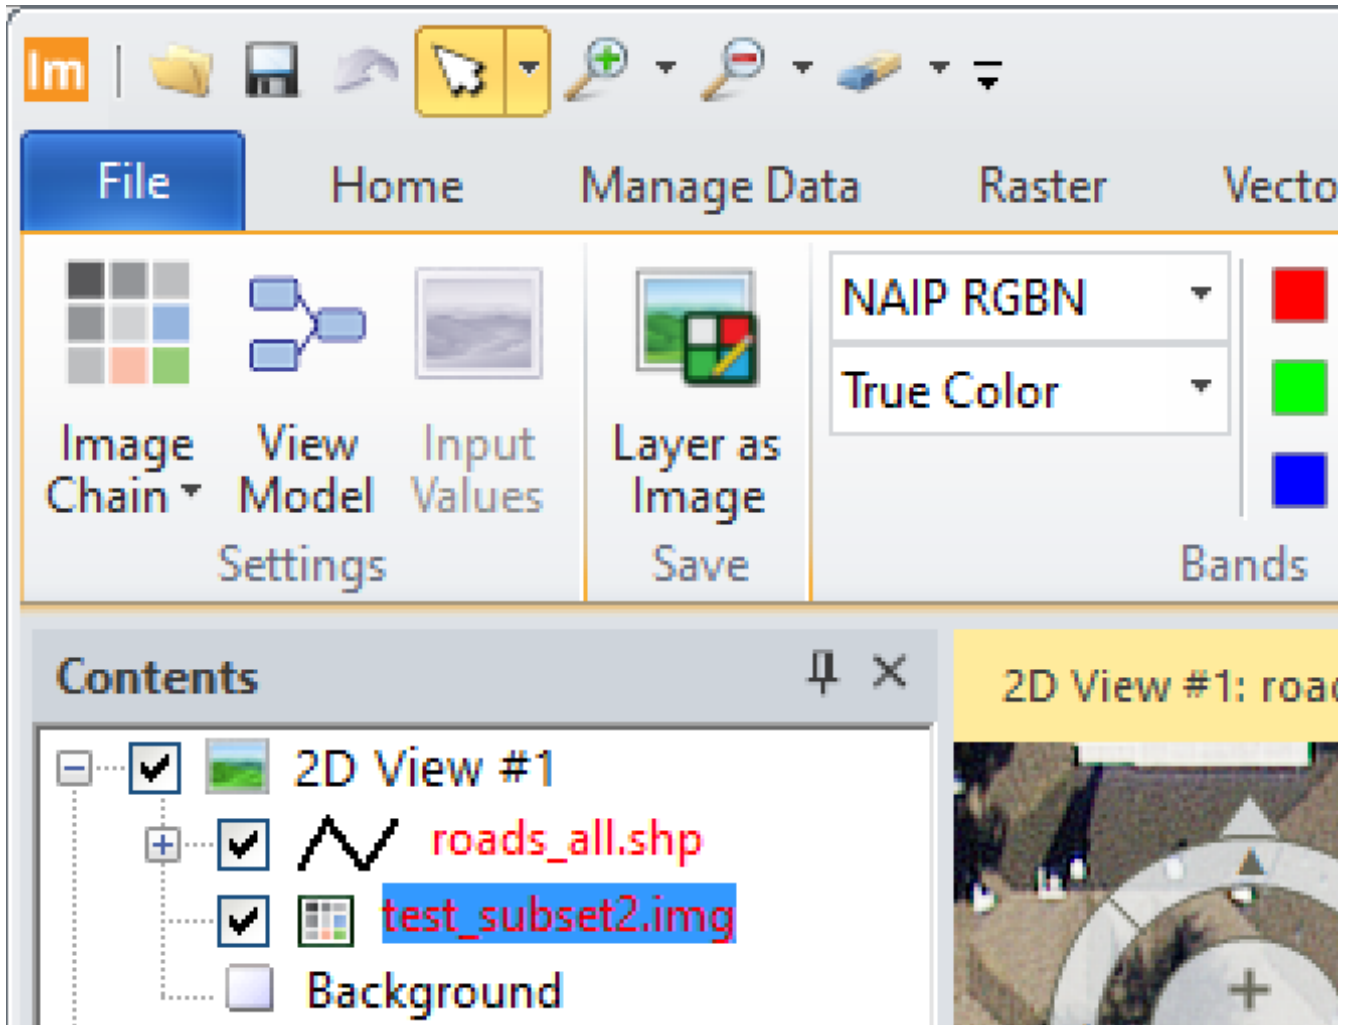 Im
File Home Manage Data Raster Vecto
NAIP RGBN
True Color
Image Chain
View Model
Input Values
Layer as Image
Settings Save Bands
Contents
2D View #1: road
2D View #1
roads_all.shp
test_subset2.img
Background